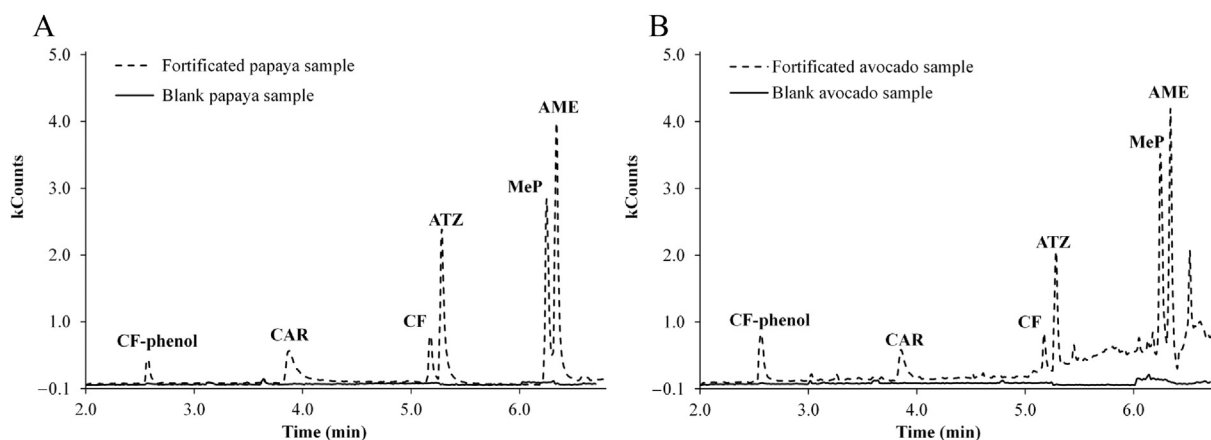 A
Fortificated papaya sample
Blank papaya sample
5.0
4.0
3.0
2.0
1.0
–0.1
kCounts
CF-phenol
CAR
CF
ATZ
MeP
AME
2.0 3.0 4.0 5.0 6.0
Time (min)
B
Fortificated avocado sample
Blank avocado sample
5.0
4.0
3.0
2.0
1.0
–0.1
kCounts
CF-phenol
CAR
CF
ATZ
MeP
AME
2.0 3.0 4.0 5.0 6.0
Time (min)